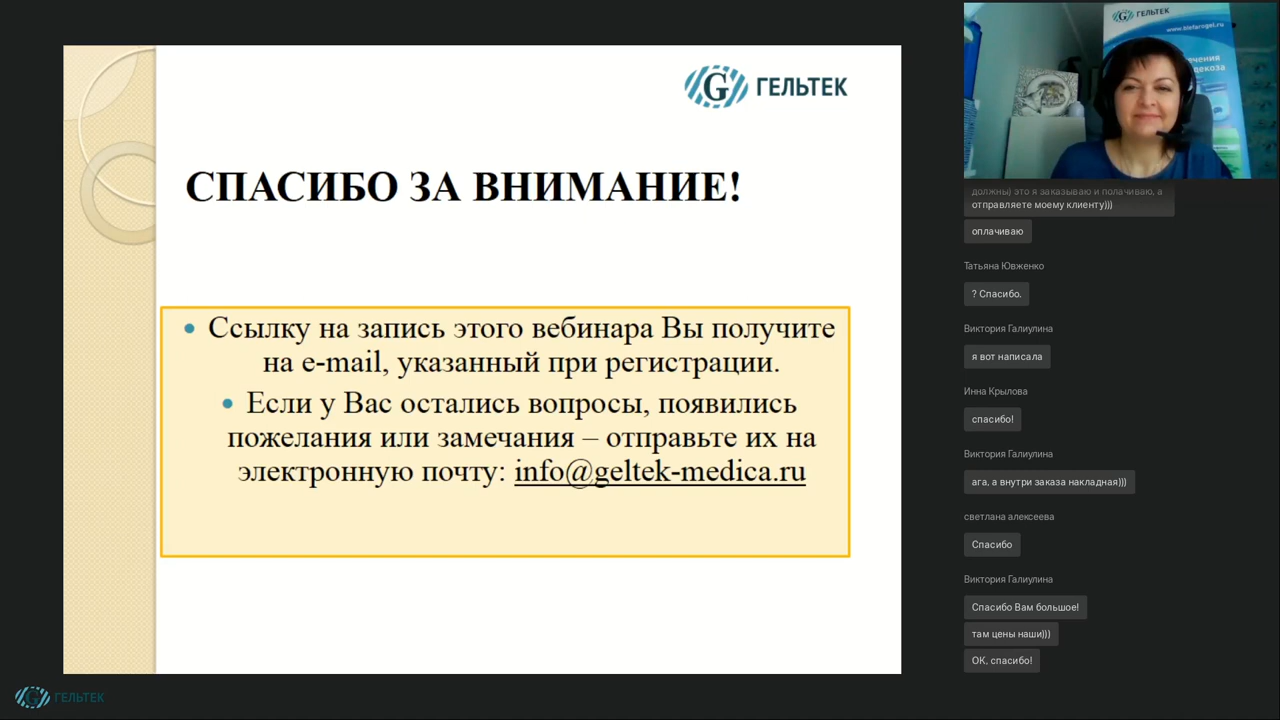 ГЕЛЬТЕК
СПАСИБО ЗА ВНИМАНИЕ!
Ссылку на запись этого вебинара Вы получите
на e-mail, указанный при регистрации.
Если у Вас остались вопросы, появились
пожелания или замечания – отправьте их на
электронную почту: info@geltek-medica.ru
ГЕЛЬТЕК
ГЕЛЬТЕК
www.blefarogel.ru
должны) это я заказываю и полачиваю, а
отправляете моему клиенту)))
оплачиваю
Татьяна Ювженко
? Спасибо.
Виктория Галиулина
я вот написала
Инна Крылова
спасибо!
Виктория Галиулина
ага, а внутри заказа накладная)))
светлана алексеева
Спасибо
Виктория Галиулина
Спасибо Вам большое!
там цены наши)))
ОК, спасибо!